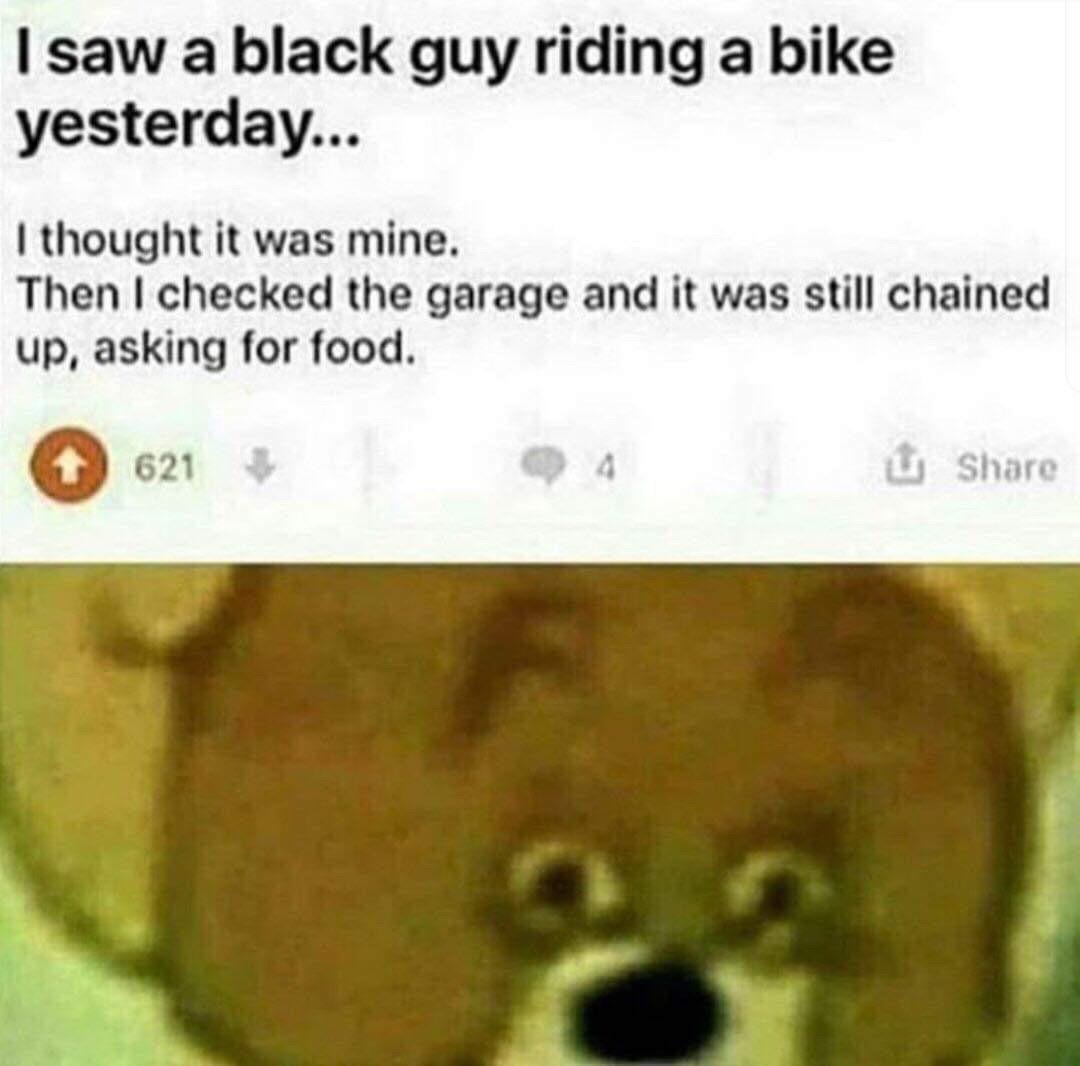 I saw a black guy riding a bike
yesterday...
I thought it was mine.
Then I checked the garage and it was still chained
up, asking for food.
621 4 Share